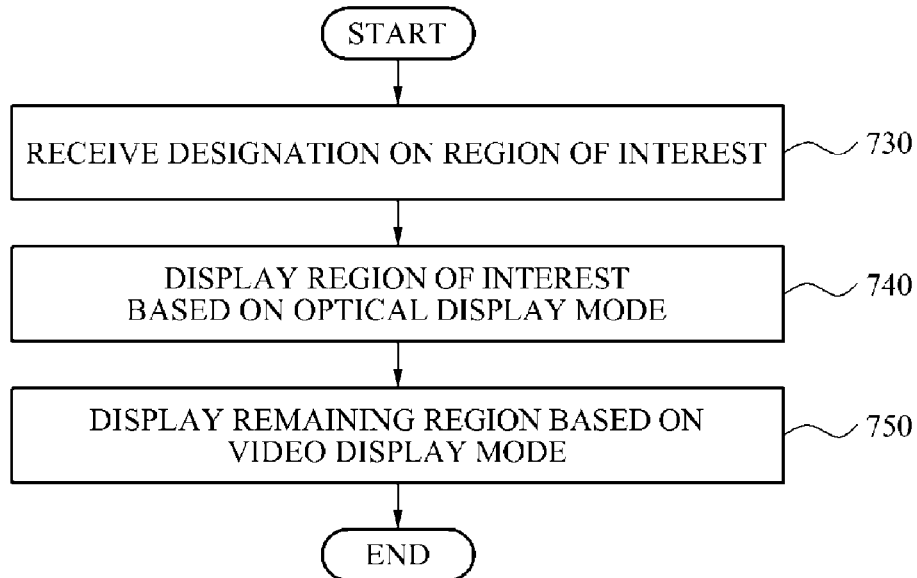 START
RECEIVE DESIGNATION ON REGION OF INTEREST
730
DISPLAY REGION OF INTEREST
BASED ON OPTICAL DISPLAY MODE
740
DISPLAY REMAINING REGION BASED ON
VIDEO DISPLAY MODE
750
END